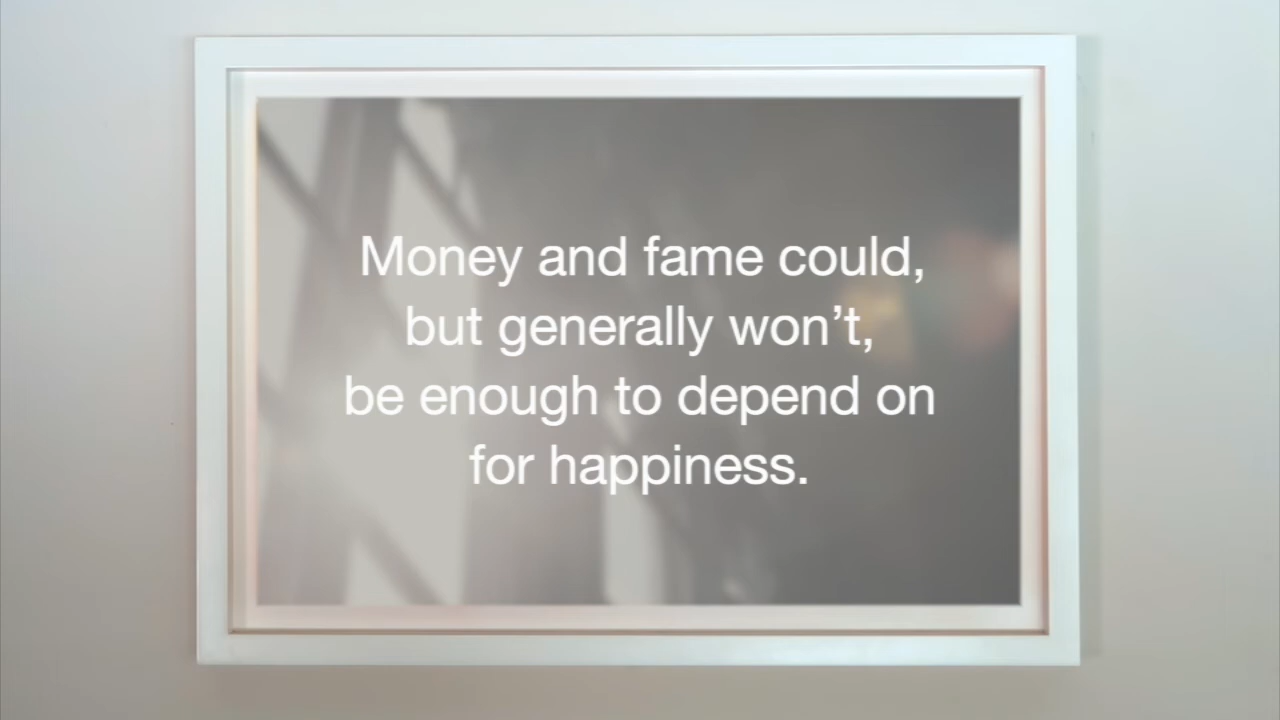 Money and fame could,
but generally won’t,
be enough to depend on
for happiness.